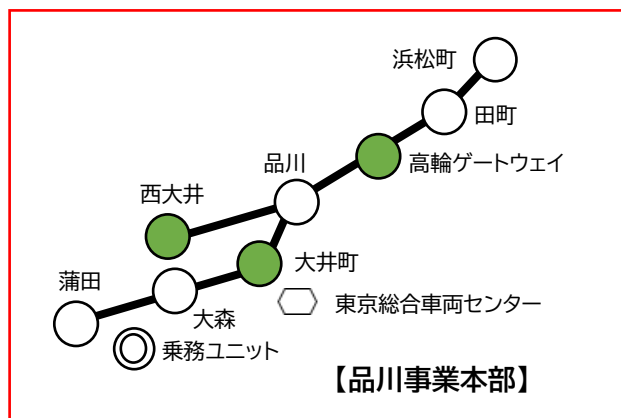 浜松町
田町
高輪ゲートウェイ
品川
西大井
大井町
蒲田
大森
東京総合車両センター
乗務ユニット
【品川事業本部】